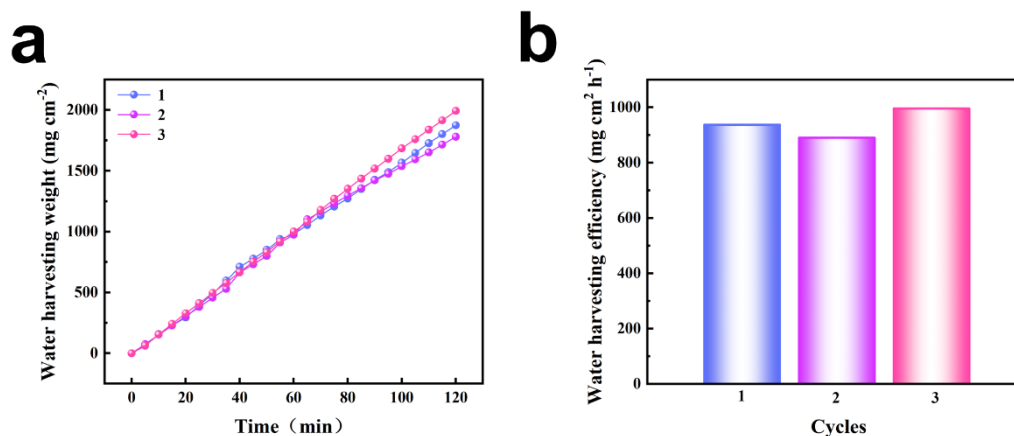 a
Water harvesting weight (mg cm⁻²)
2000
1500
1000
500
0
1
2
3
0 20 40 60 80 100 120
Time（min）
b
Water harvesting efficiency (mg cm² h⁻¹)
1000
800
600
400
200
0
1 2 3
Cycles